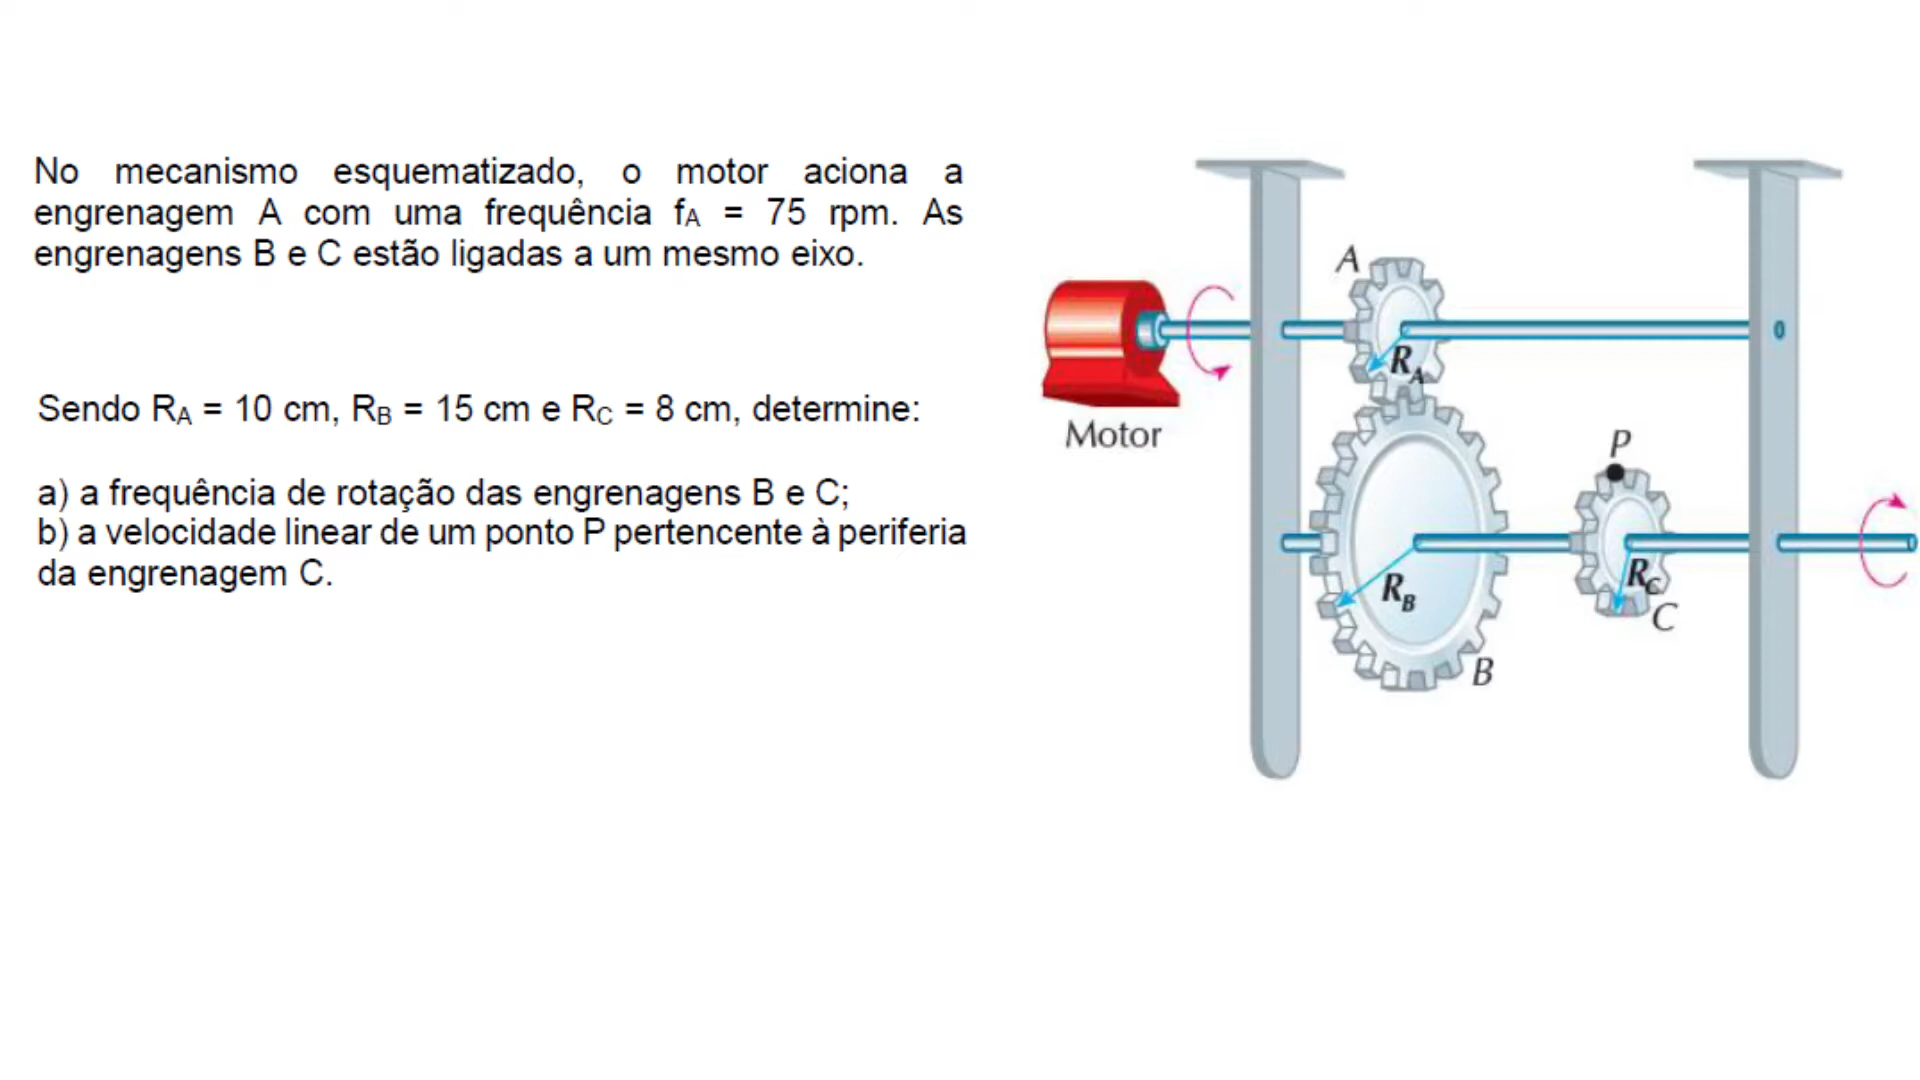 No mecanismo esquematizado, o motor aciona a
engrenagem A com uma frequência fA = 75 rpm. As
engrenagens B e C estão ligadas a um mesmo eixo.
Sendo RA = 10 cm, RB = 15 cm e RC = 8 cm, determine:
a) a frequência de rotação das engrenagens B e C;
b) a velocidade linear de um ponto P pertencente à periferia
da engrenagem C.
A
RA
Motor
P
RB
RC
C
B